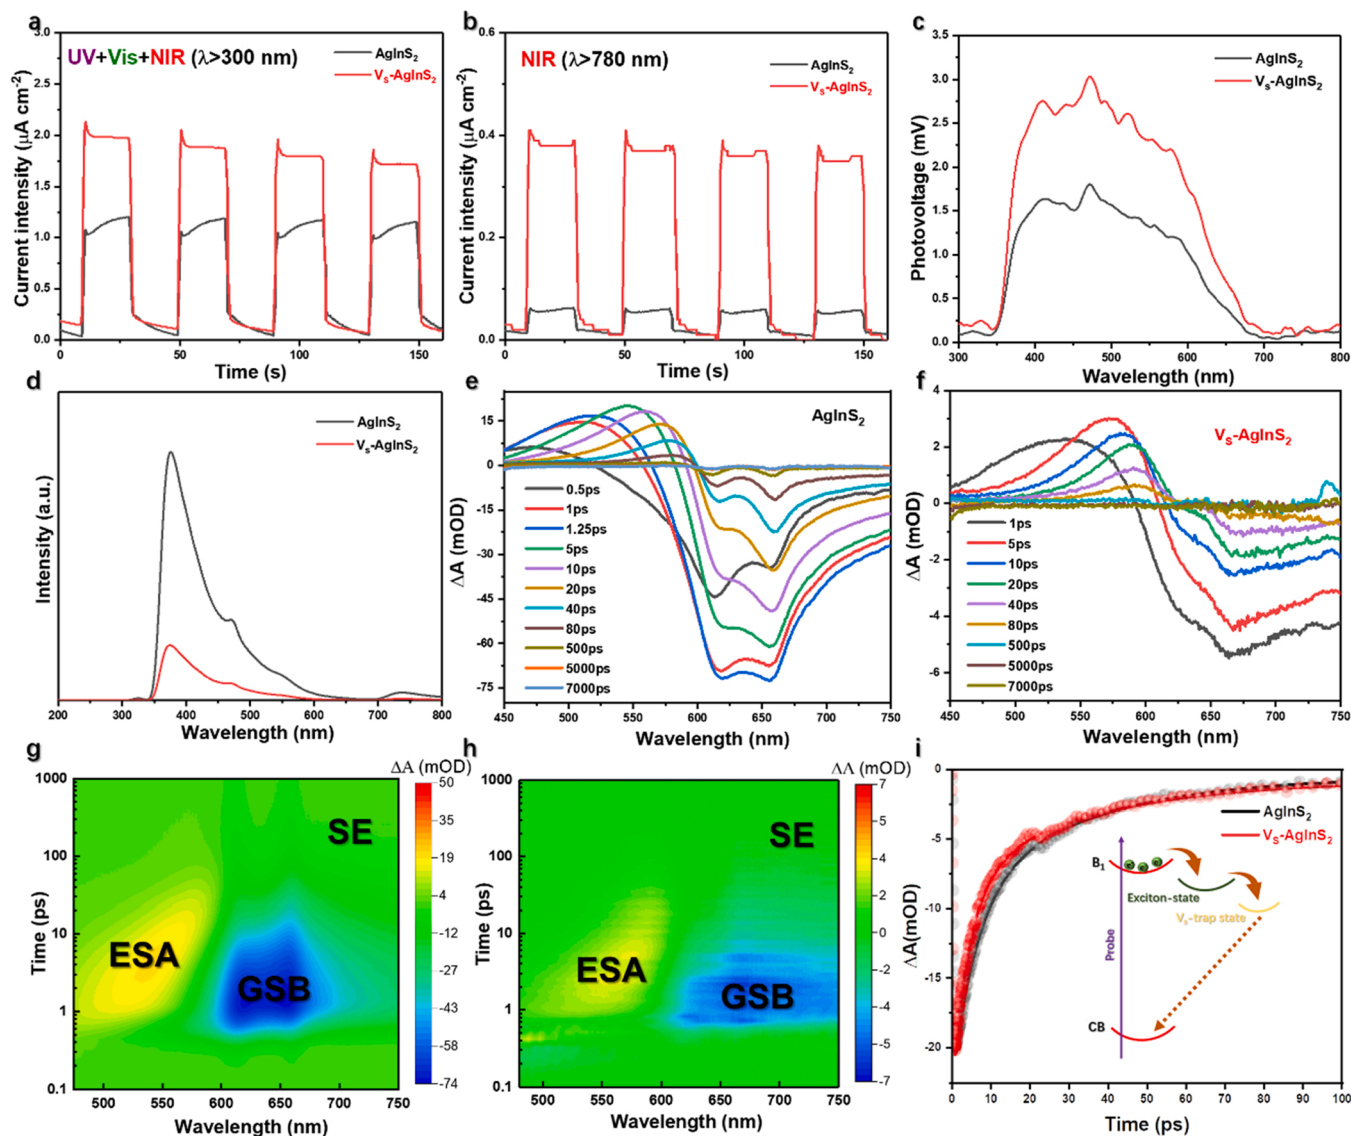 a
UV+Vis+NIR (λ>300 nm)
AgInS₂
Vₛ-AgInS₂
Current intensity (μA cm⁻²)
3.0
2.5
2.0
1.5
1.0
0.5
0.0
0 50 100 150
Time (s)
b
NIR (λ>780 nm)
AgInS₂
Vₛ-AgInS₂
Current intensity (μA cm⁻²)
0.6
0.4
0.2
0.0
0 50 100 150
Time (s)
c
AgInS₂
Vₛ-AgInS₂
Photovoltage (mV)
3.5
3.0
2.5
2.0
1.5
1.0
0.5
0.0
300 400 500 600 700 800
Wavelength (nm)
d
AgInS₂
Vₛ-AgInS₂
Intensity (a.u.)
200 300 400 500 600 700 800
Wavelength (nm)
e
AgInS₂
ΔA (mOD)
15
0
-15
-30
-45
-60
-75
0.5ps
1ps
1.25ps
5ps
10ps
20ps
40ps
80ps
500ps
5000ps
7000ps
450 500 550 600 650 700 750
Wavelength (nm)
f
Vₛ-AgInS₂
ΔA (mOD)
4
2
0
-2
-4
-6
1ps
5ps
10ps
20ps
40ps
80ps
500ps
5000ps
7000ps
450 500 550 600 650 700 750
Wavelength (nm)
g
ΔA (mOD)
Time (ps)
1000
100
10
1
0.1
SE
ESA
GSB
50
34
19
4
-12
-27
-43
-58
-74
500 550 600 650 700 750
Wavelength (nm)
h
ΔA (mOD)
Time (ps)
1000
100
10
1
0.1
SE
ESA
GSB
7
5
4
2
0
-2
-4
-5
-7
500 550 600 650 700 750
Wavelength (nm)
i
AgInS₂
Vₛ-AgInS₂
ΔA(mOD)
0
-5
-10
-15
-20
B₁
Exciton-state
Vₛ-trap state
Probe
CB
0 10 20 30 40 50 60 70 80 90 100
Time (ps)